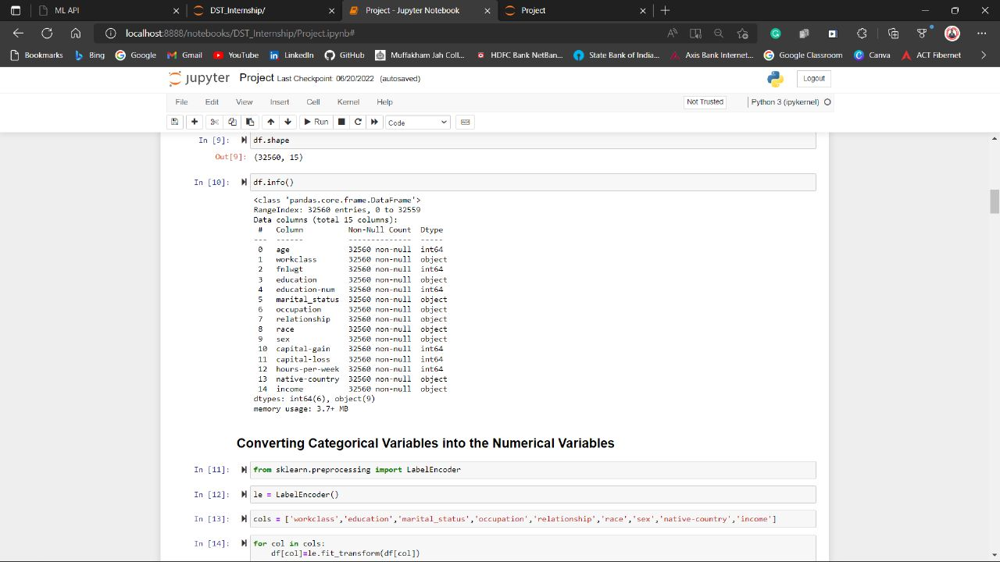 ML API
DST_Internship/
Project - Jupyter Notebook
Project
localhost:8888/notebooks/DST_Internship/Project.ipynb#
Bookmarks Bing Google Gmail YouTube LinkedIn GitHub Muffakham Jah Coll... HDFC Bank NetBan... State Bank of Indi... Axis Bank Internet... Google Classroom Canva ACT Fibernet
jupyter Project Last Checkpoint: 06/20/2022 (autosaved) Logout
File Edit View Insert Cell Kernel Help Not Trusted Python 3 (ipykernel)
Run Code
In [9]: df.shape
Out[9]: (32560, 15)
In [10]: df.info()
<class 'pandas.core.frame.DataFrame'>
RangeIndex: 32560 entries, 0 to 32559
Data columns (total 15 columns):
# Column Non-Null Count Dtype
--- ------ -------------- -----
0 age 32560 non-null int64
1 workclass 32560 non-null object
2 fnlwgt 32560 non-null int64
3 education 32560 non-null object
4 education-num 32560 non-null int64
5 marital_status 32560 non-null object
6 occupation 32560 non-null object
7 relationship 32560 non-null object
8 race 32560 non-null object
9 sex 32560 non-null object
10 capital-gain 32560 non-null int64
11 capital-loss 32560 non-null int64
12 hours-per-week 32560 non-null int64
13 native-country 32560 non-null object
14 income 32560 non-null object
dtypes: int64(6), object(9)
memory usage: 3.7+ MB
Converting Categorical Variables into the Numerical Variables
In [11]: from sklearn.preprocessing import LabelEncoder
In [12]: le = LabelEncoder()
In [13]: cols = ['workclass','education','marital_status','occupation','relationship','race','sex','native-country','income']
In [14]: for col in cols:
df[col]=le.fit_transform(df[col])